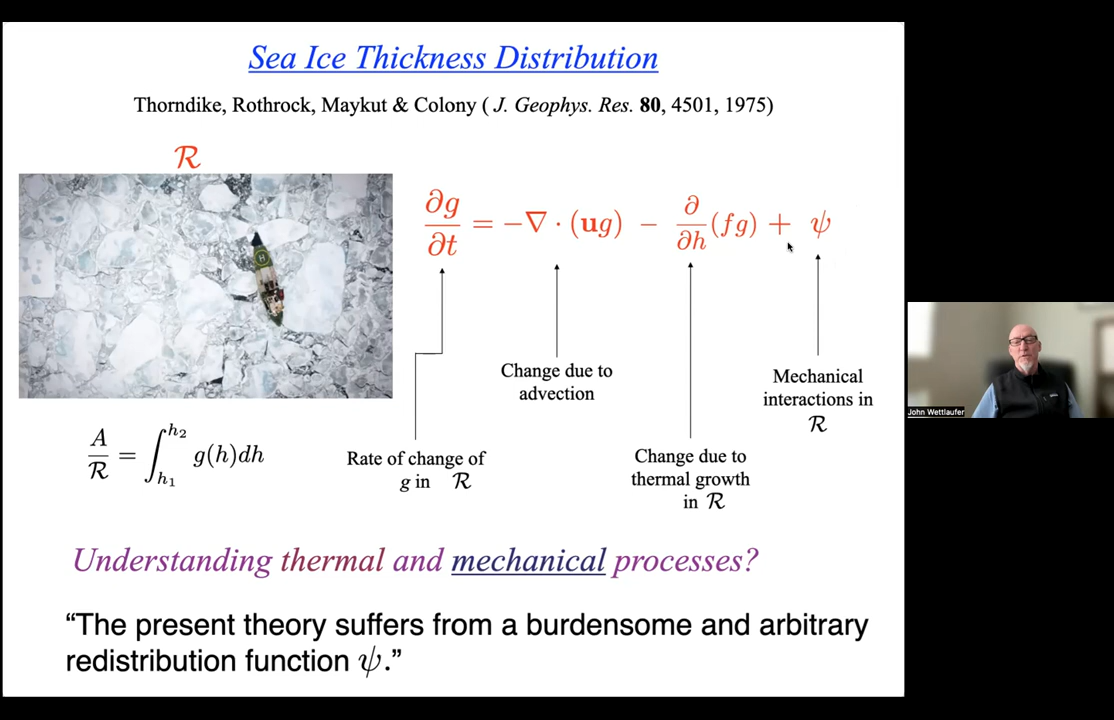 Sea Ice Thickness Distribution
Thorndike, Rothrock, Maykut & Colony ( J. Geophys. Res. 80, 4501, 1975)
ℛ
H
∂g/∂t = −∇ · (ug) − ∂/∂h (fg) + ψ
Change due to
advection
Mechanical
interactions in
ℛ
A/ℛ = ∫_{h₁}^{h₂} g(h)dh
Rate of change of
g in ℛ
Change due to
thermal growth
in ℛ
Understanding thermal and mechanical processes?
“The present theory suffers from a burdensome and arbitrary
redistribution function ψ.”
John Wettlaufer